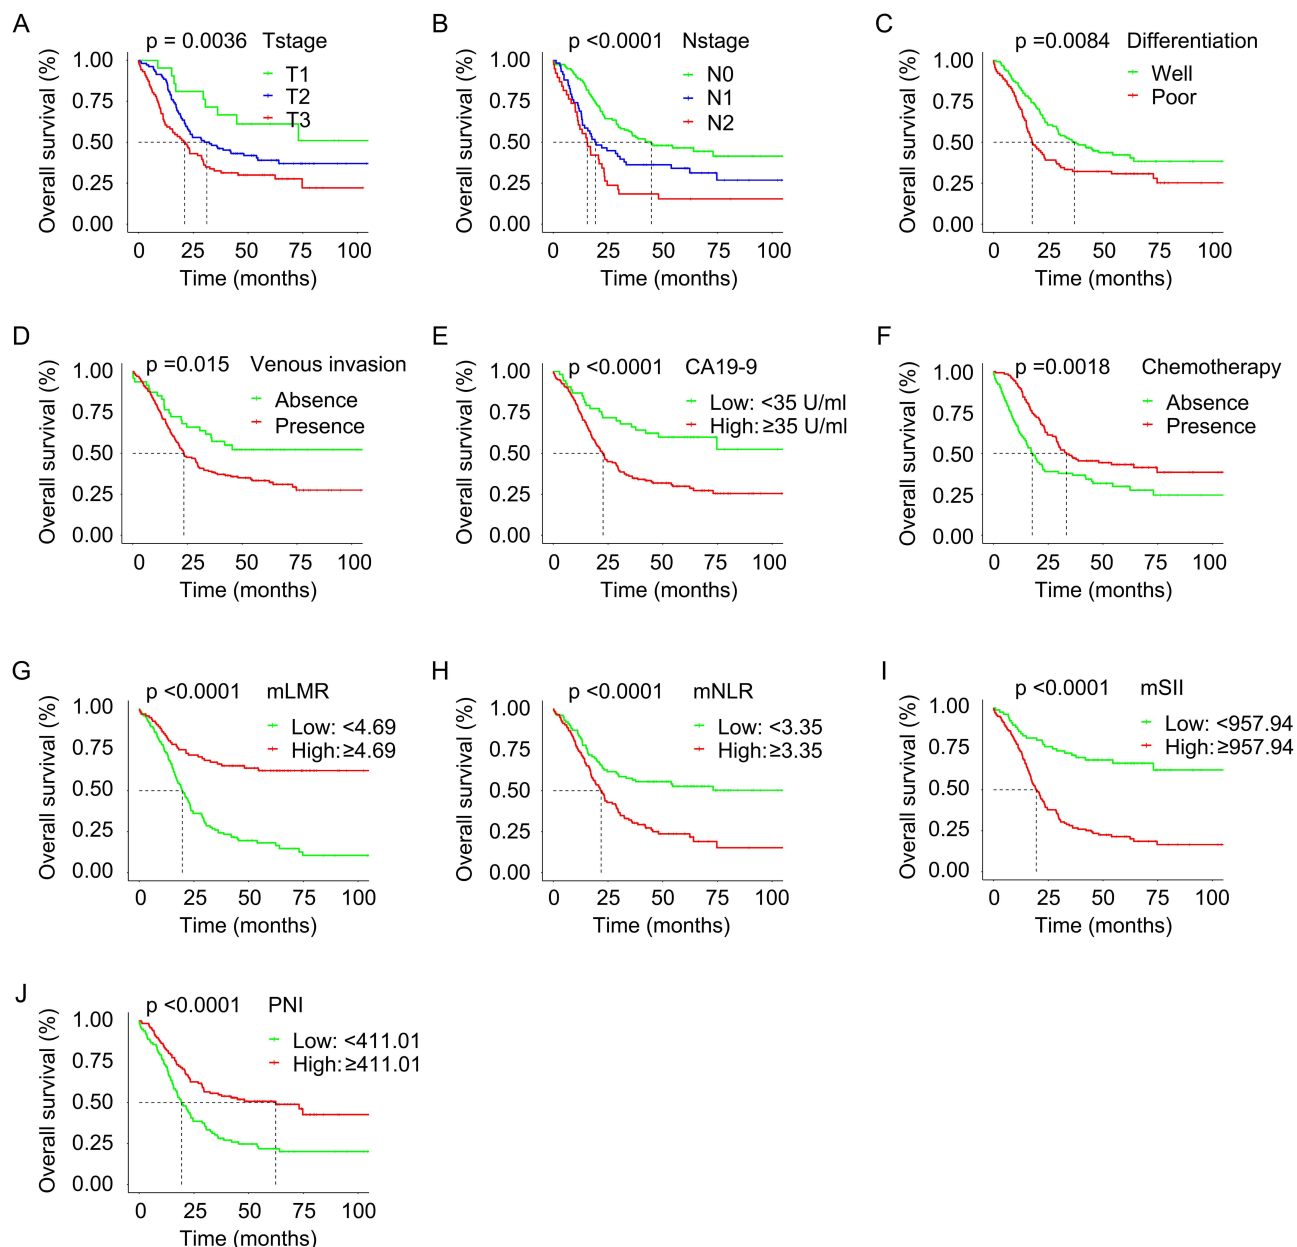 A
p = 0.0036 Tstage
T1
T2
T3
Overall survival (%)
1.00
0.75
0.50
0.25
0.00
0 25 50 75 100
Time (months)
B
p <0.0001 Nstage
N0
N1
N2
Overall survival (%)
1.00
0.75
0.50
0.25
0.00
0 25 50 75 100
Time (months)
C
p =0.0084 Differentiation
Well
Poor
Overall survival (%)
1.00
0.75
0.50
0.25
0.00
0 25 50 75 100
Time (months)
D
p =0.015 Venous invasion
Absence
Presence
Overall survival (%)
1.00
0.75
0.50
0.25
0.00
0 25 50 75 100
Time (months)
E
p <0.0001 CA19-9
Low: <35 U/ml
High: ≥35 U/ml
Overall survival (%)
1.00
0.75
0.50
0.25
0.00
0 25 50 75 100
Time (months)
F
p =0.0018 Chemotherapy
Absence
Presence
Overall survival (%)
1.00
0.75
0.50
0.25
0.00
0 25 50 75 100
Time (months)
G
p <0.0001 mLMR
Low: <4.69
High: ≥4.69
Overall survival (%)
1.00
0.75
0.50
0.25
0.00
0 25 50 75 100
Time (months)
H
p <0.0001 mNLR
Low: <3.35
High: ≥3.35
Overall survival (%)
1.00
0.75
0.50
0.25
0.00
0 25 50 75 100
Time (months)
I
p <0.0001 mSII
Low: <957.94
High: ≥957.94
Overall survival (%)
1.00
0.75
0.50
0.25
0.00
0 25 50 75 100
Time (months)
J
p <0.0001 PNI
Low: <411.01
High: ≥411.01
Overall survival (%)
1.00
0.75
0.50
0.25
0.00
0 25 50 75 100
Time (months)